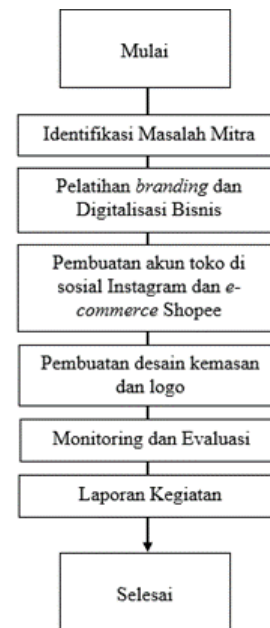 Mulai
Identifikasi Masalah Mitra
Pelatihan branding dan
Digitalisasi Bisnis
Pembuatan akun toko di
sosial Instagram dan e-
commerce Shopee
Pembuatan desain kemasan
dan logo
Monitoring dan Evaluasi
Laporan Kegiatan
Selesai